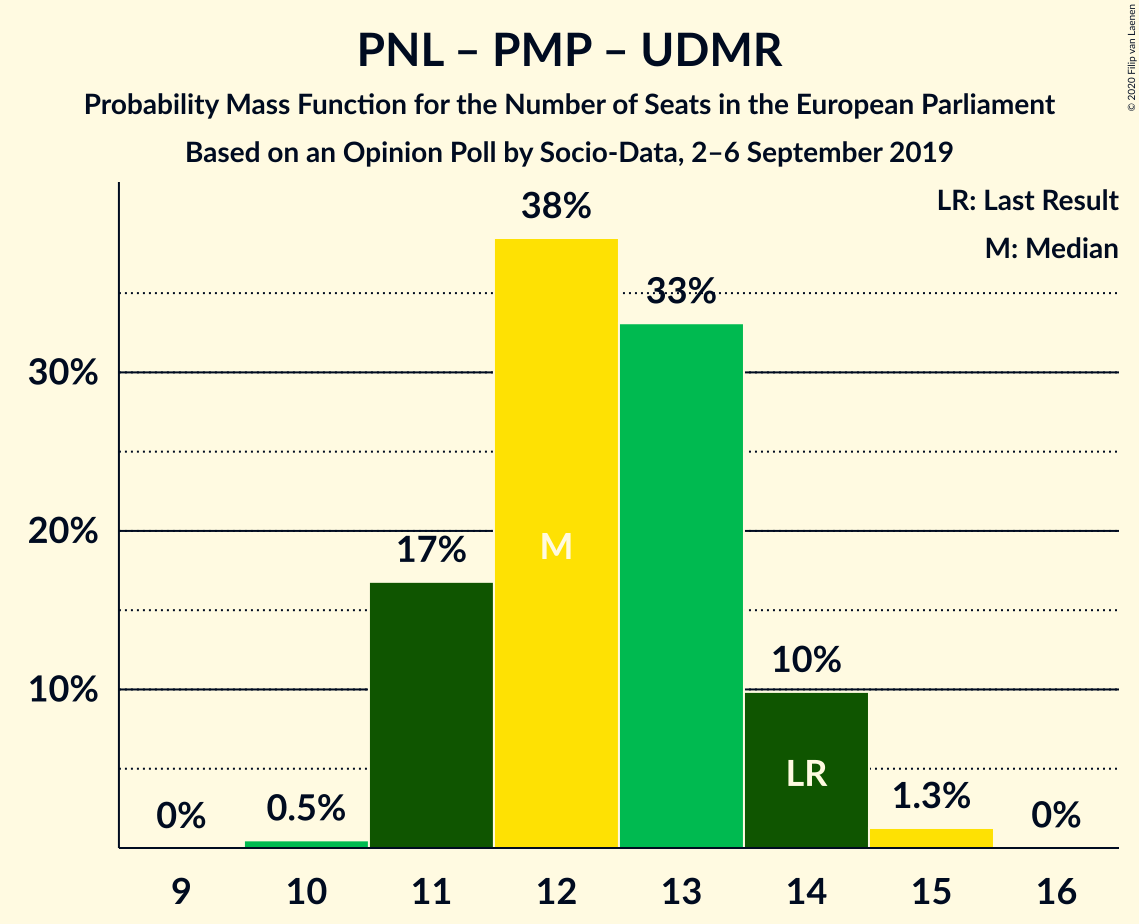 PNL – PMP – UDMR
Probability Mass Function for the Number of Seats in the European Parliament
Based on an Opinion Poll by Socio-Data, 2–6 September 2019
© 2020 Filip van Laenen
LR: Last Result
M: Median
38%
33%
30%
20%
17%
M
10%
10%
LR
1.3%
0.5%
0%
0%
9 10 11 12 13 14 15 16